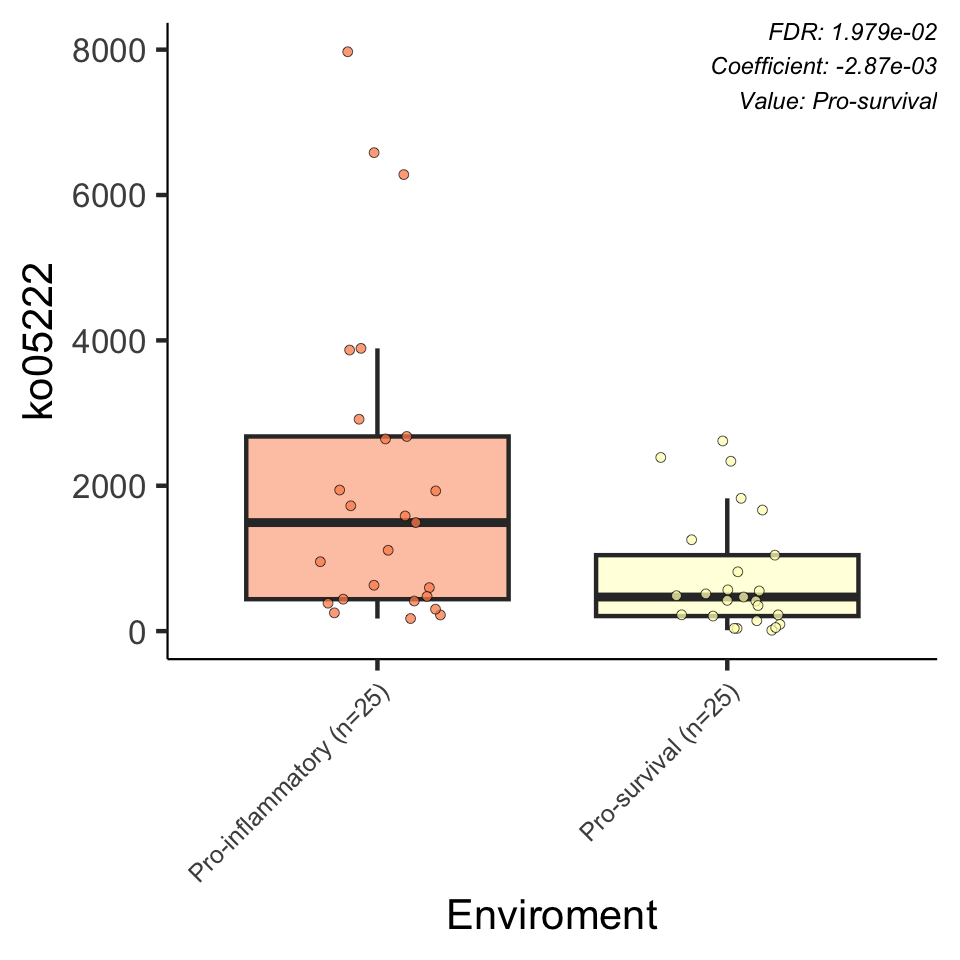 FDR: 1.979e-02
Coefficient: -2.87e-03
Value: Pro-survival
8000
6000
4000
2000
0
ko05222
Pro-inflammatory (n=25)
Pro-survival (n=25)
Enviroment